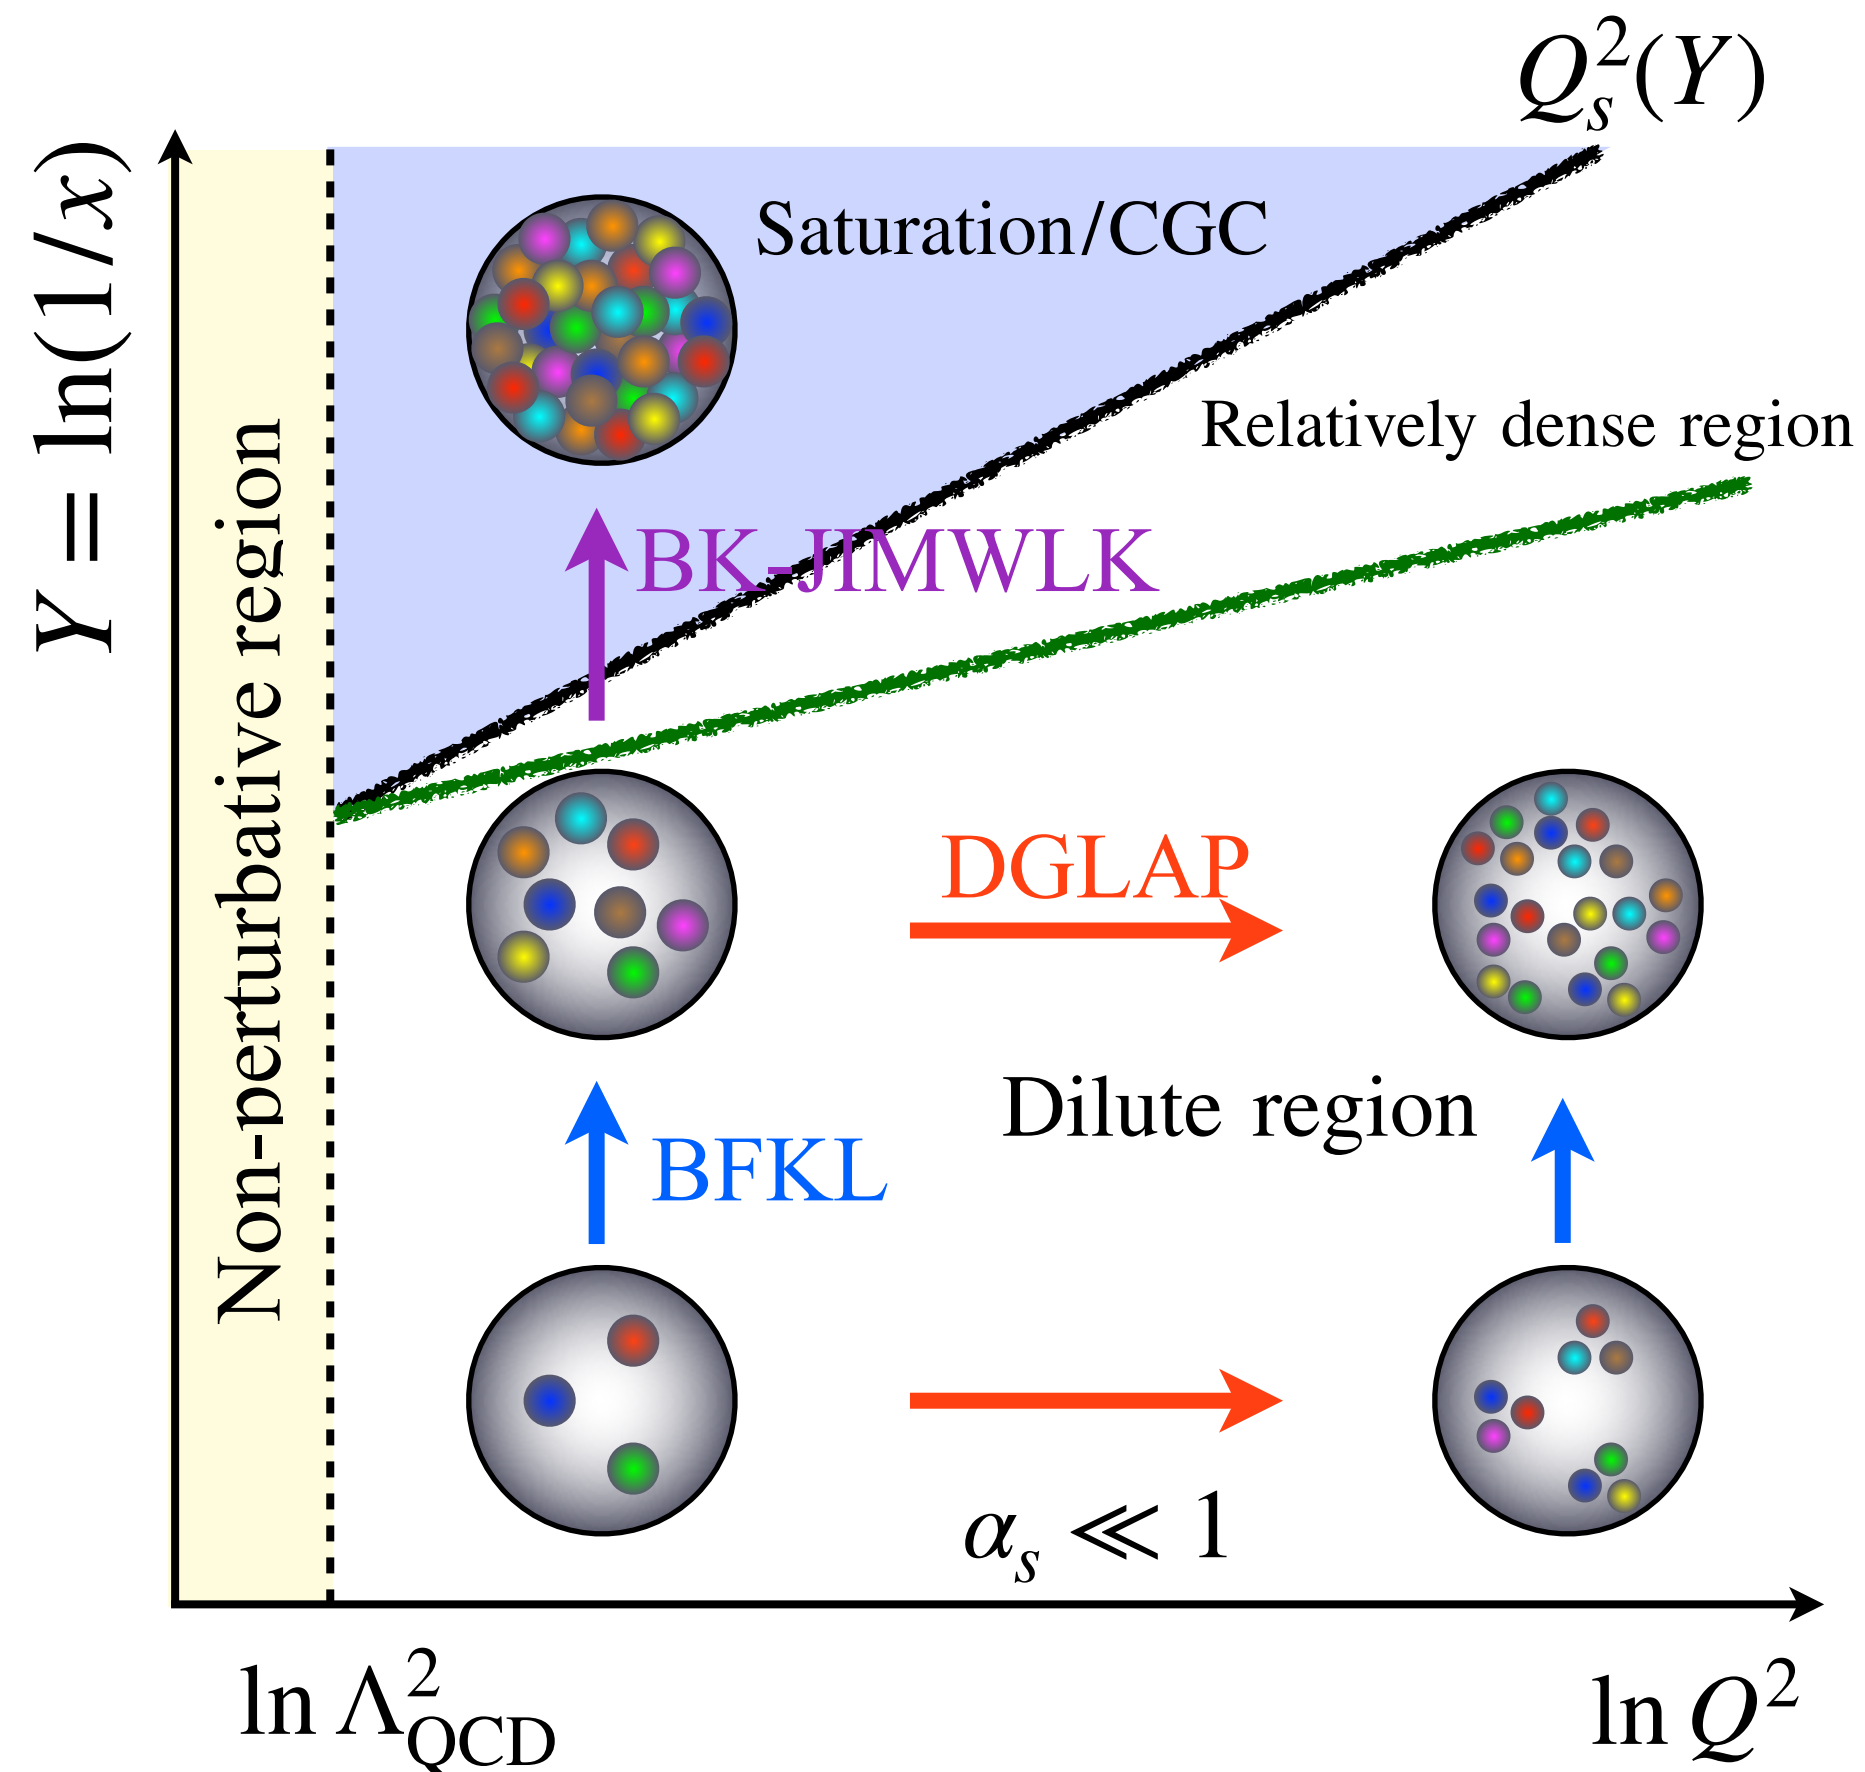 Q_s^2(Y)
Y = ln(1/x)
Saturation/CGC
Relatively dense region
BK-JIMWLK
Non-perturbative region
DGLAP
Dilute region
BFKL
α_s ≪ 1
ln Λ_QCD^2
ln Q^2